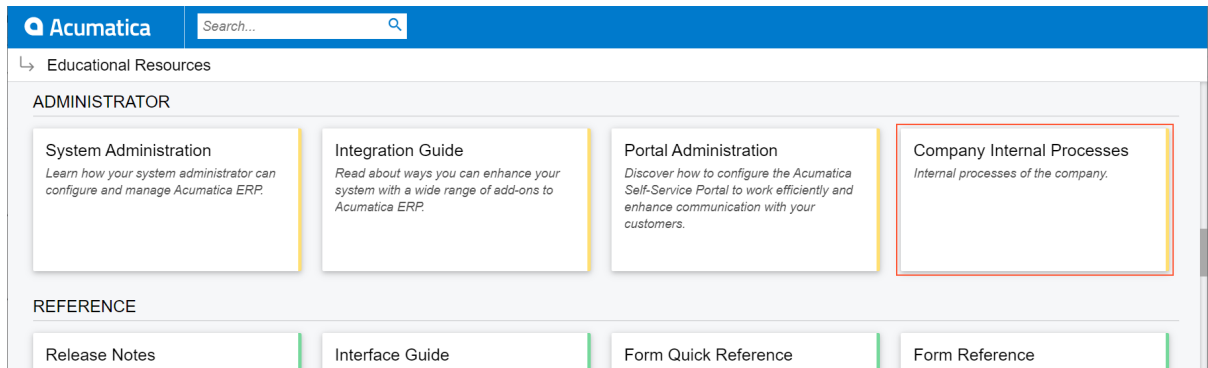 Acumatica
Search...
Educational Resources
ADMINISTRATOR
System Administration
Learn how your system administrator can
configure and manage Acumatica ERP.
Integration Guide
Read about ways you can enhance your
system with a wide range of add-ons to
Acumatica ERP.
Portal Administration
Discover how to configure the Acumatica
Self-Service Portal to work efficiently and
enhance communication with your
customers.
Company Internal Processes
Internal processes of the company.
REFERENCE
Release Notes
Interface Guide
Form Quick Reference
Form Reference